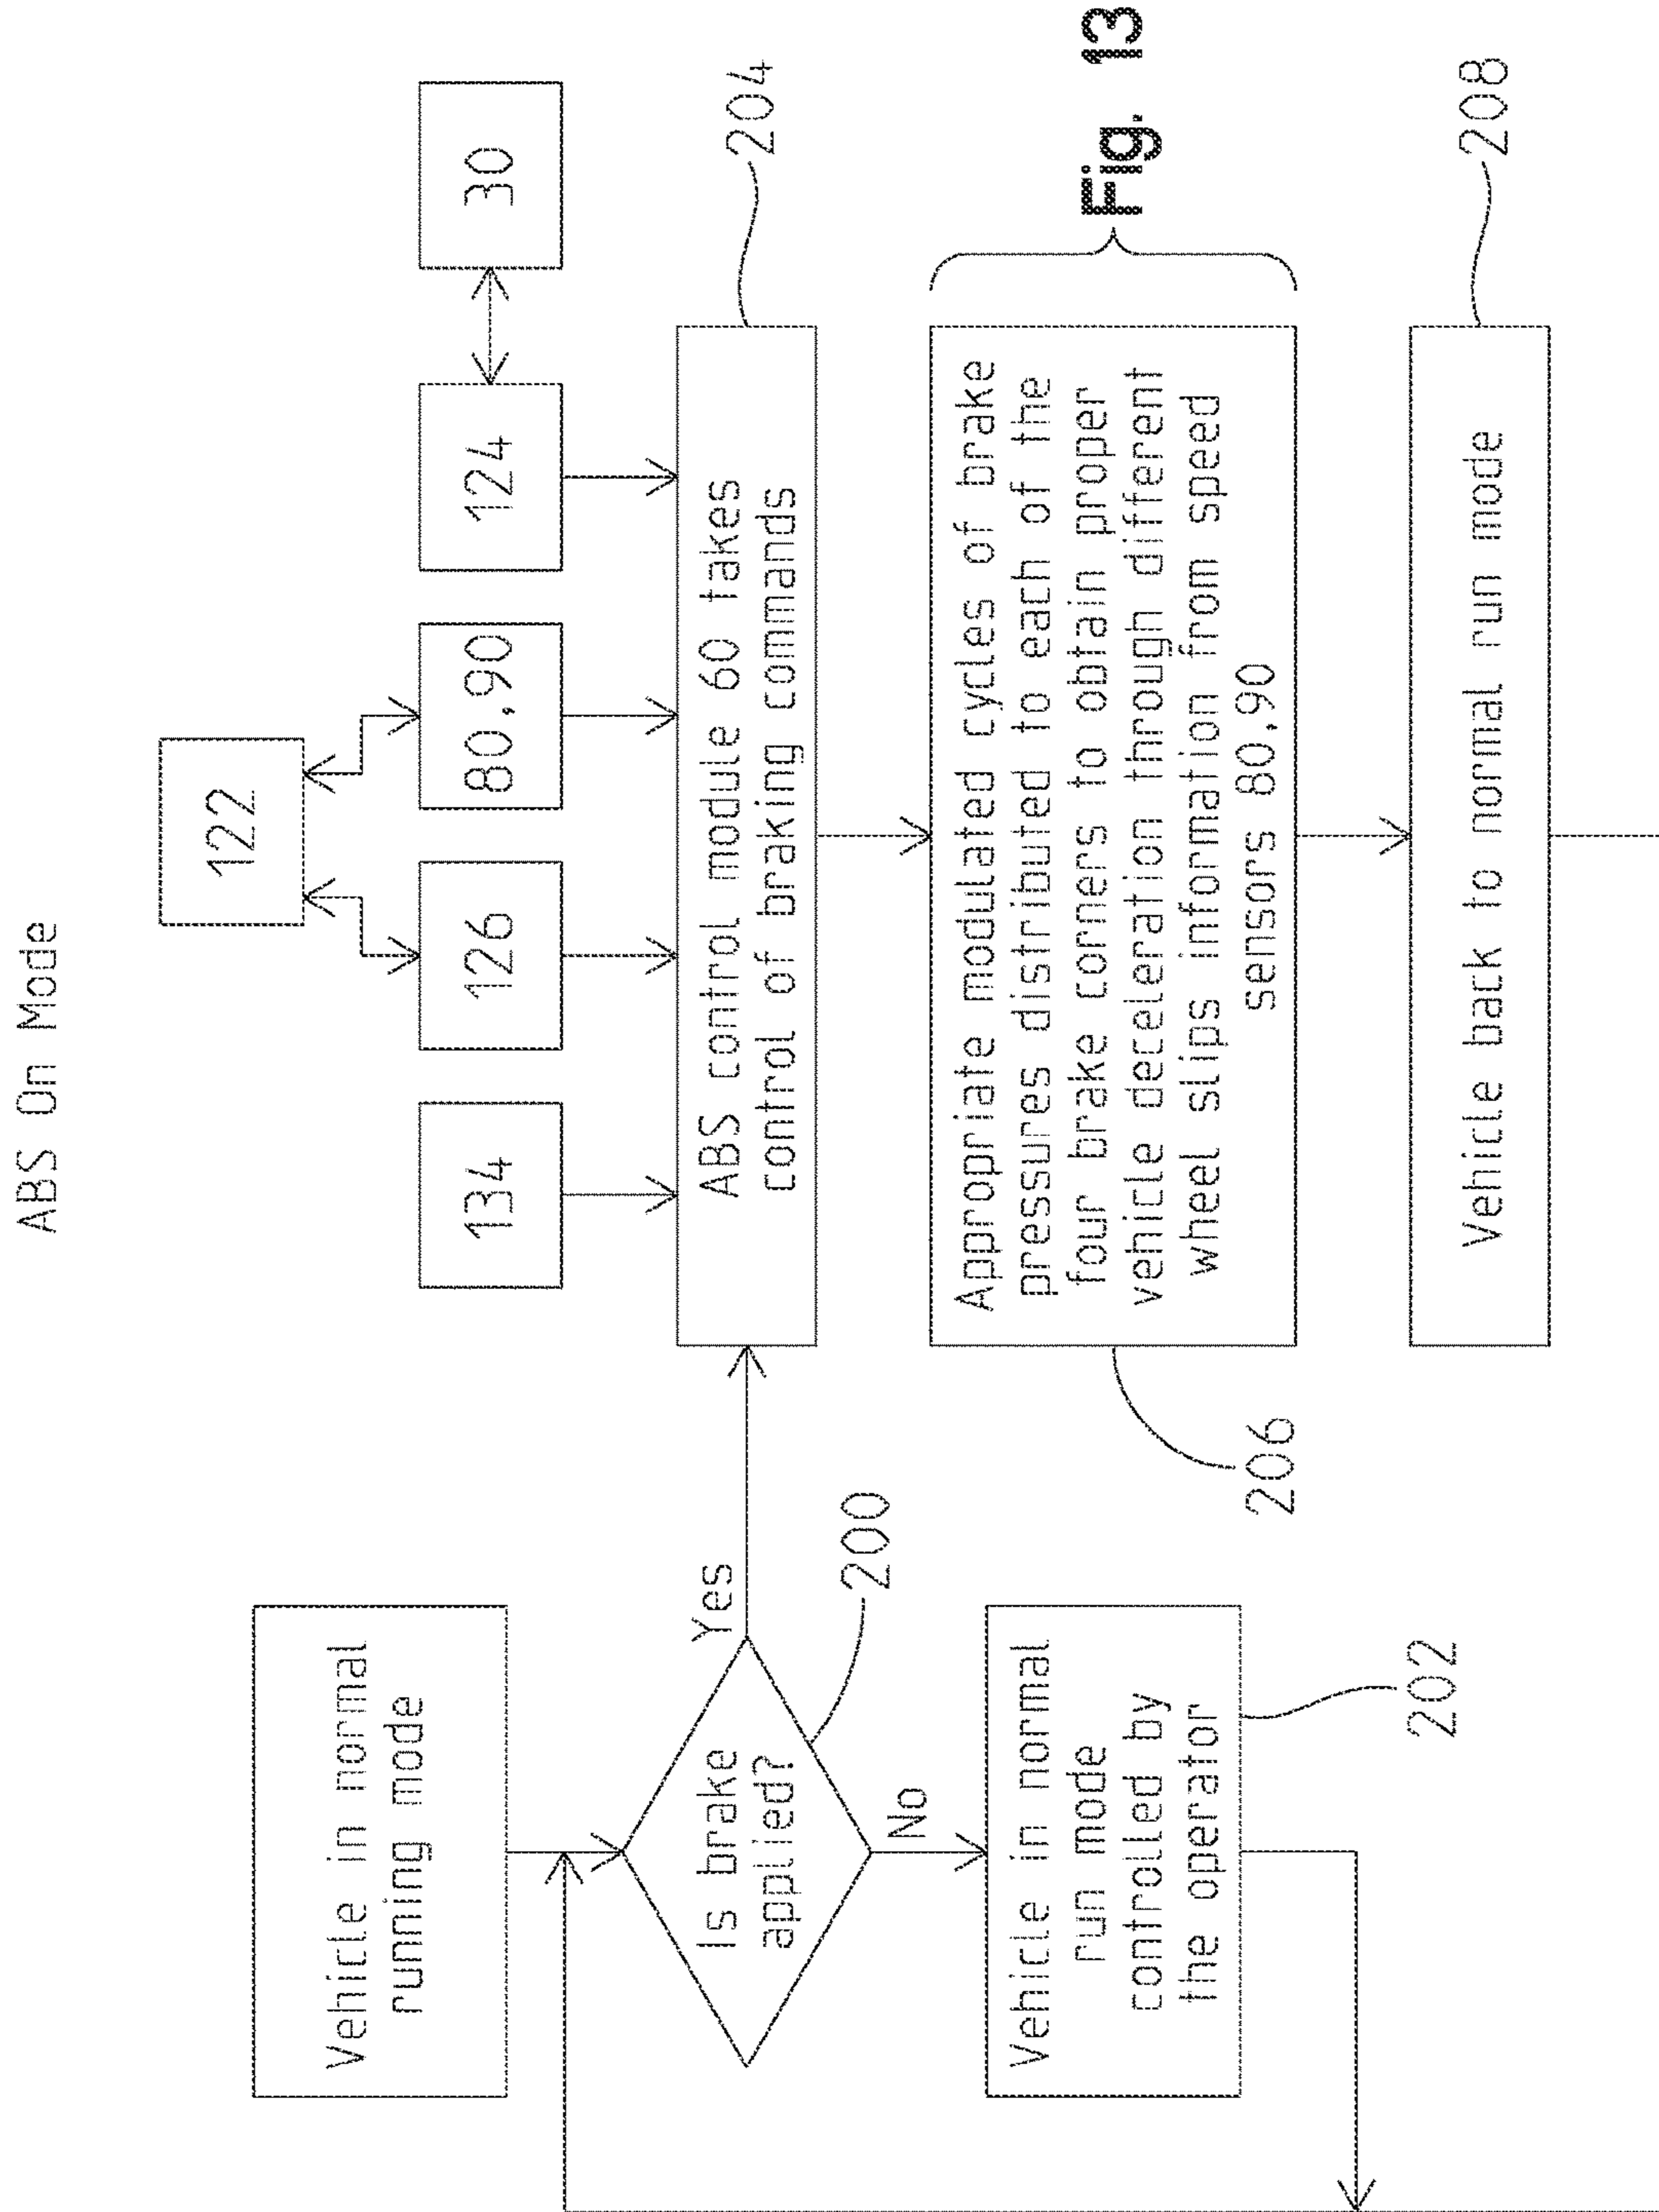 ABS On Mode
Vehicle in normal
running mode
Is brake
applied?
Yes
No
200
Vehicle in normal
run mode
controlled by
the operator
202
122
134
126
80,90
124
30
ABS control module 60 takes
control of braking commands
204
Appropriate modulated cycles of brake
pressures distributed to each of the
four brake corners to obtain proper
vehicle deceleration through different
wheel slips information from speed
sensors 80,90
206
Fig. 13
Vehicle back to normal run mode
208